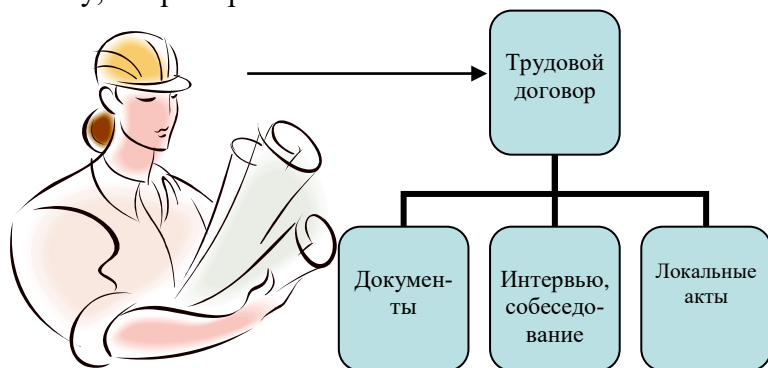 Трудовой
договор
Докумен-
ты
Интервью,
собеседо-
вание
Локальные
акты